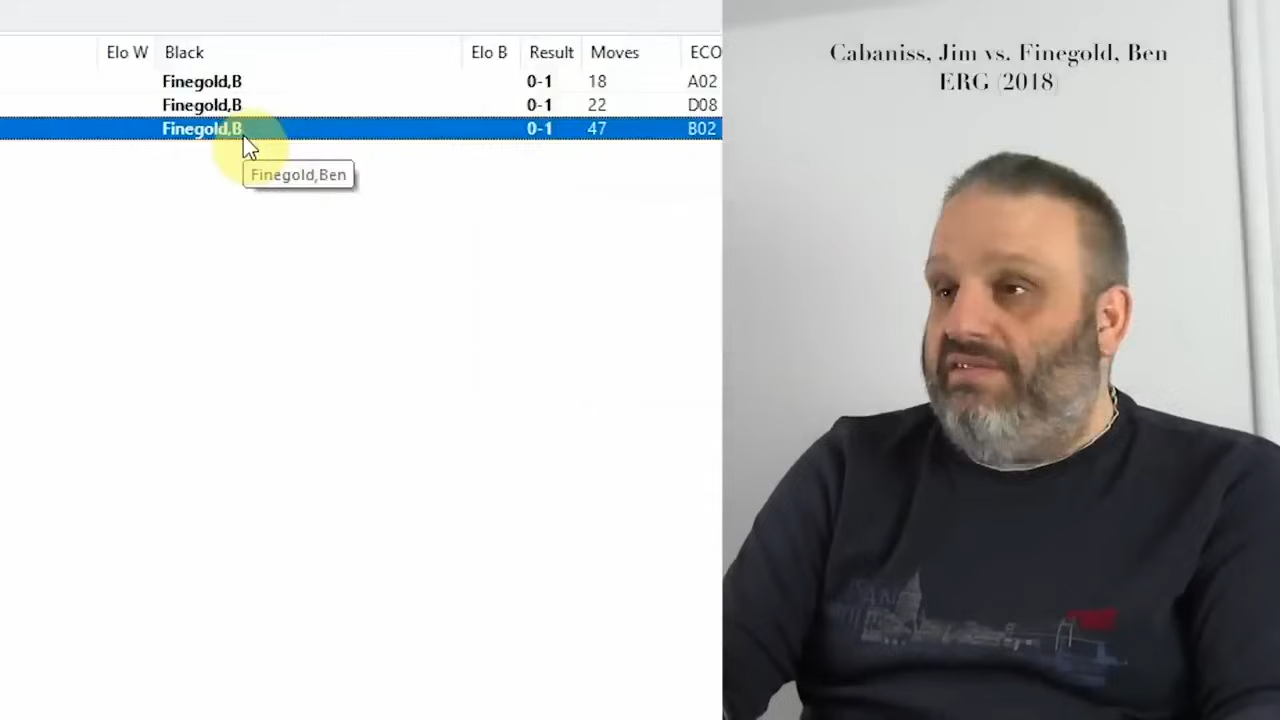 Elo W Black Elo B Result Moves ECO
Finegold,B 0-1 18 A02
Finegold,B 0-1 22 D08
Finegold,B 0-1 47 B02
Finegold,Ben
Cabaniss, Jim vs. Finegold, Ben
ERG (2018)